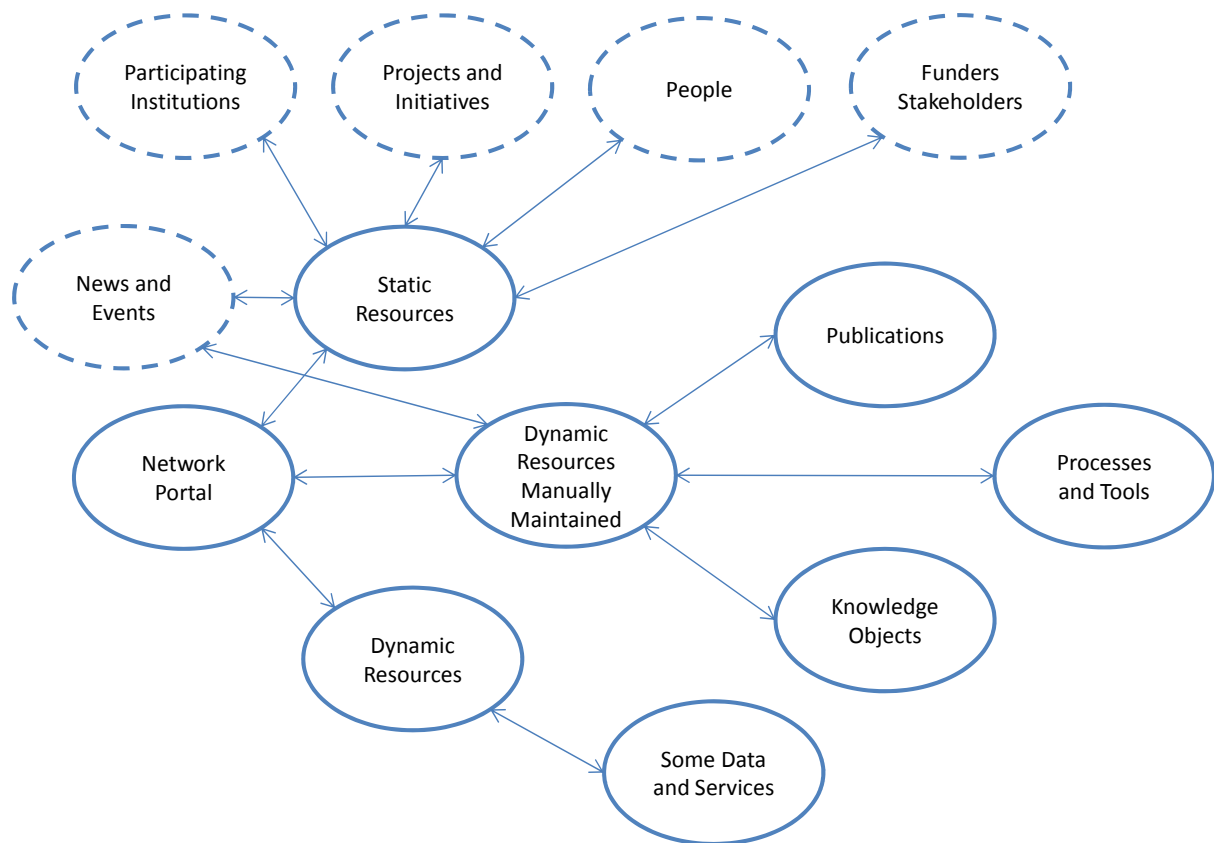 Participating
Institutions
Projects and
Initiatives
People
Funders
Stakeholders
News and
Events
Static
Resources
Publications
Network
Portal
Dynamic
Resources
Manually
Maintained
Processes
and Tools
Knowledge
Objects
Dynamic
Resources
Some Data
and Services